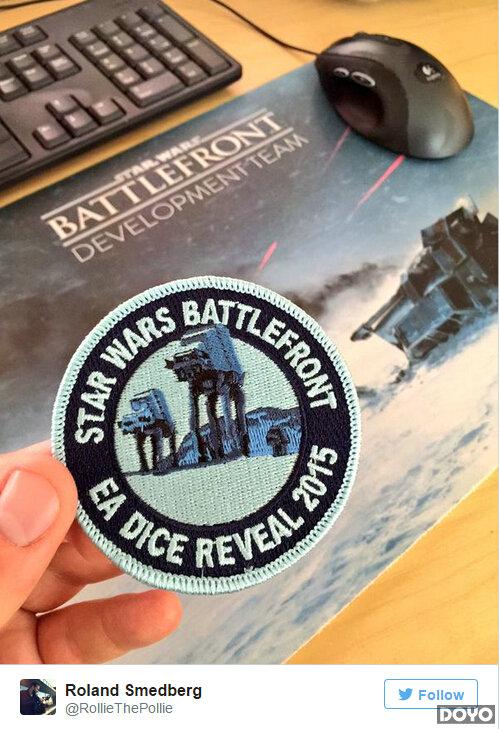 STAR WARS
BATTLEFRONT
DEVELOPMENT TEAM
STAR WARS BATTLEFRONT
EA DICE REVEAL 2015
Roland Smedberg
@RollieThePollie
Follow
DOYO